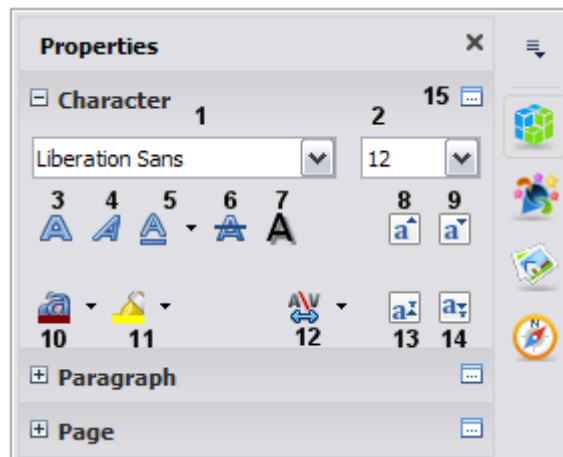 Properties
Character 15
1 2
Liberation Sans 12
3 4 5 6 7 8 9
A A A A A a a
A V a a
10 11 12 13 14
Paragraph
Page
N